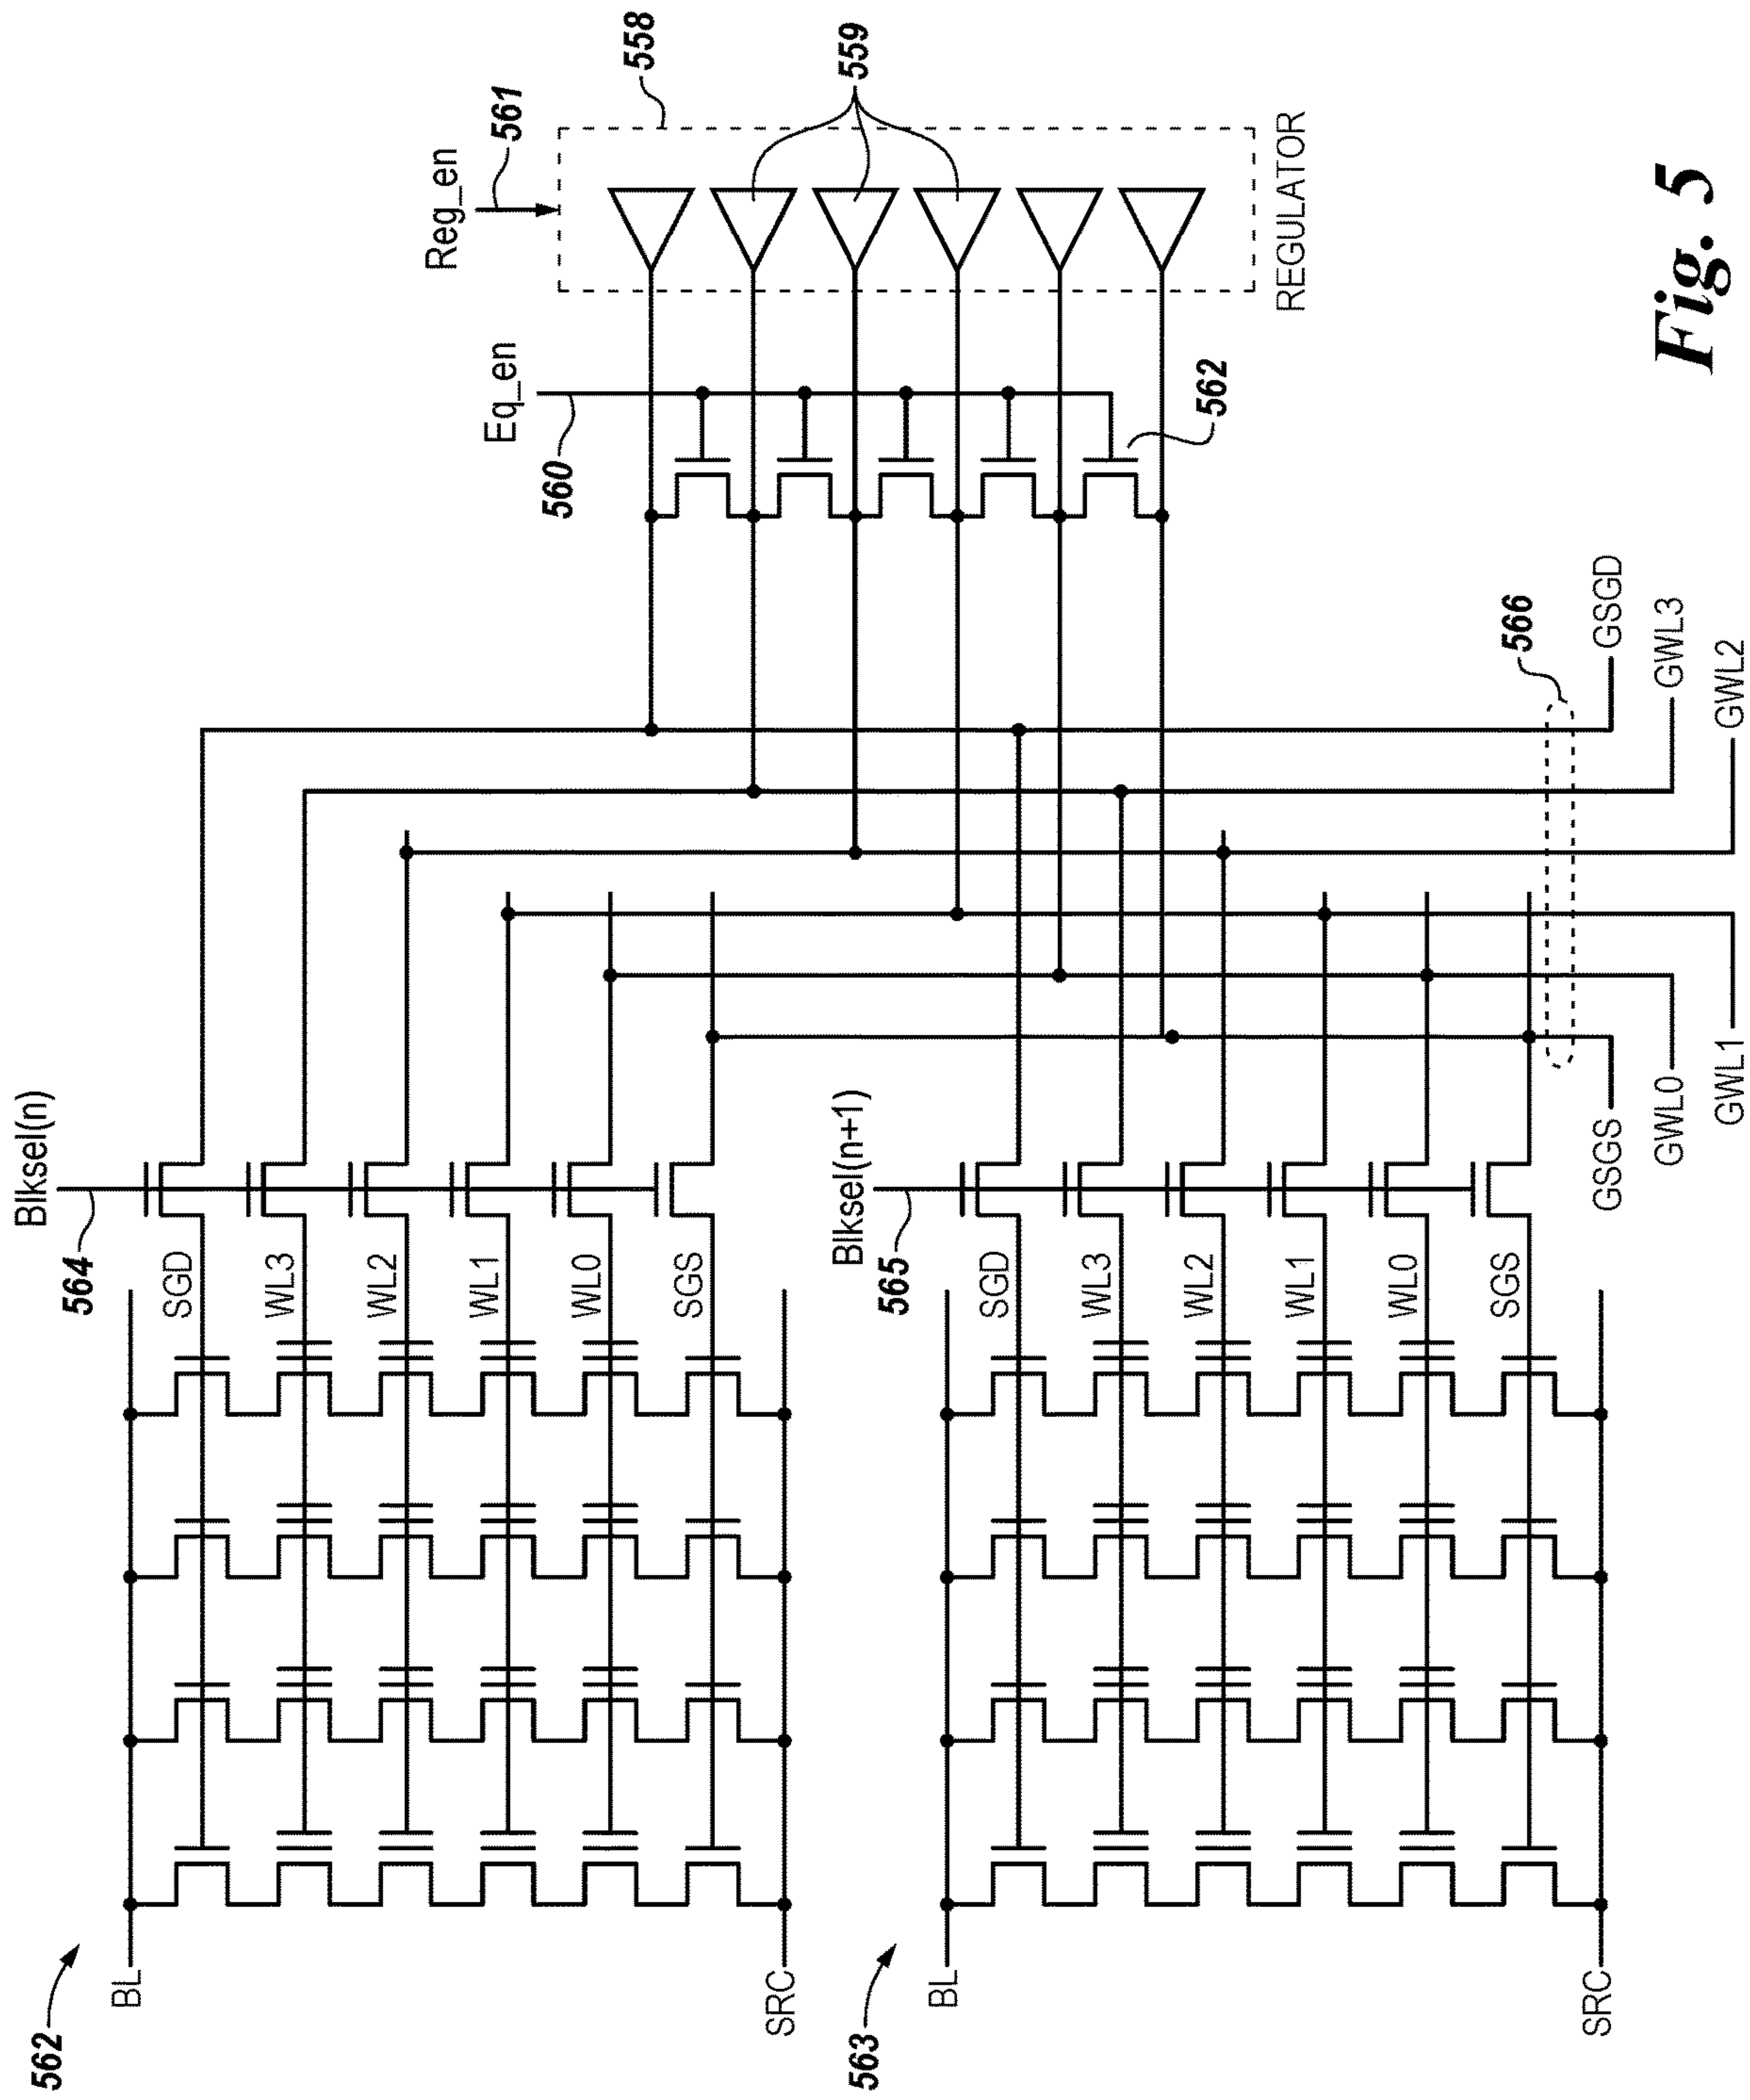 562
BL
SRC
564
Blksel(n)
SGD
WL3
WL2
WL1
WL0
SGS
563
BL
SRC
565
Blksel(n+1)
SGD
WL3
WL2
WL1
WL0
SGS
Reg_en
561
558
559
REGULATOR
Eq_en
560
562
566
GSGD
GWL3
GWL2
GWL1
GWL0
GSGS
Fig. 5